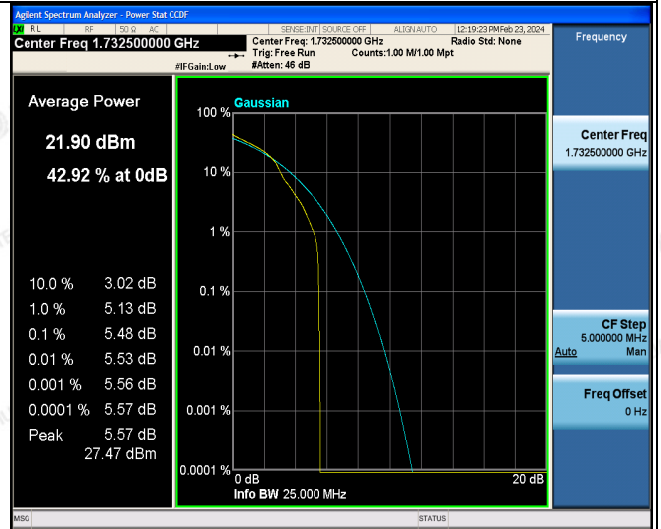 Agilent Spectrum Analyzer - Power Stat CCDF
LXI RL RF 50 Ω AC SENSE:INT SOURCE OFF ALIGN AUTO 12:19:23 PM Feb 23, 2024
Center Freq 1.732500000 GHz
Center Freq: 1.732500000 GHz Radio Std: None
Trig: Free Run Counts:1.00 M/1.00 Mpt
#IFGain:Low #Atten: 46 dB
Frequency
Average Power
21.90 dBm
42.92 % at 0dB
10.0 % 3.02 dB
1.0 % 5.13 dB
0.1 % 5.48 dB
0.01 % 5.53 dB
0.001 % 5.56 dB
0.0001 % 5.57 dB
Peak 5.57 dB
27.47 dBm
Gaussian
100 %
10 %
1 %
0.1 %
0.01 %
0.001 %
0.0001 %
0 dB 20 dB
Info BW 25.000 MHz
Center Freq
1.732500000 GHz
CF Step
5.000000 MHz
Auto Man
Freq Offset
0 Hz
MSG STATUS